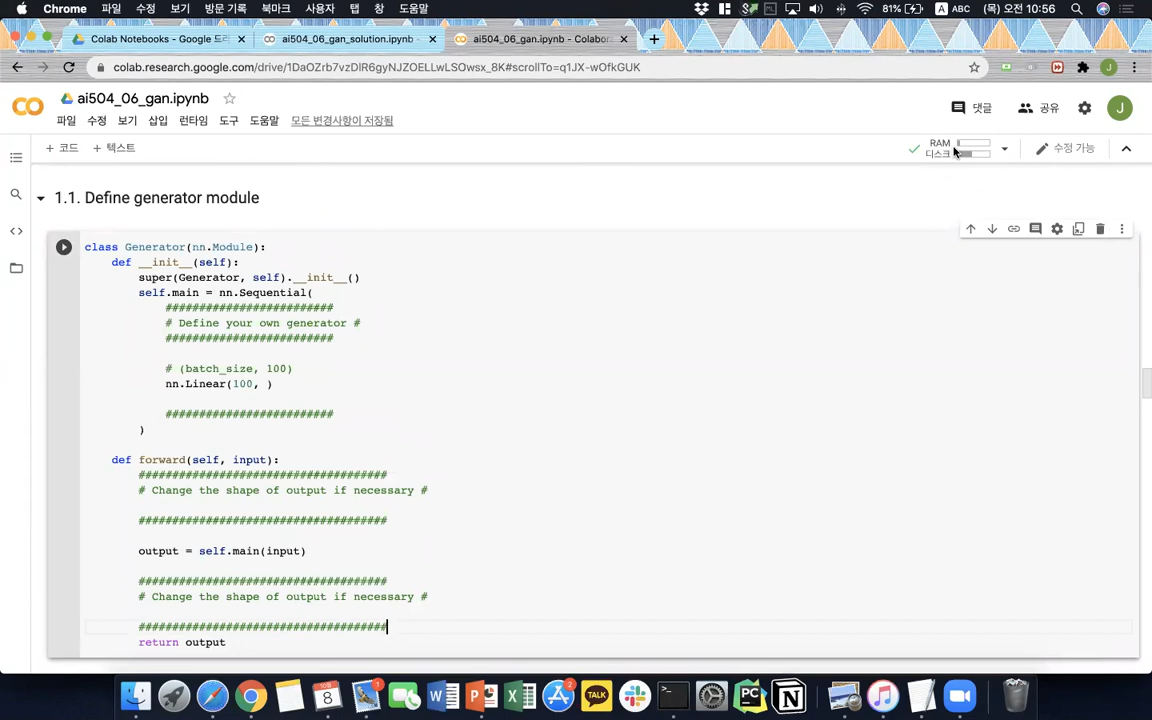 Chrome 파일 수정 보기 방문 기록 북마크 사용자 탭 창 도움말 81% A ABC (목) 오전 10:56
Colab Notebooks - Google 드라 × ai504_06_gan_solution.ipynb - × ai504_06_gan.ipynb - Colabora × +
colab.research.google.com/drive/1DaOZrb7vzDlR6gyNJZOELLwLSOwsx_8K#scrollTo=q1JX-wOfkGUK J
ai504_06_gan.ipynb
댓글 공유 J
파일 수정 보기 삽입 런타임 도구 도움말 모든 변경사항이 저장됨
+ 코드 + 텍스트
RAM
디스크
수정 가능
1.1. Define generator module
class Generator(nn.Module):
    def __init__(self):
        super(Generator, self).__init__()
        self.main = nn.Sequential(
            #########################
            # Define your own generator #
            #########################
            # (batch_size, 100)
            nn.Linear(100, )
            #########################
        )
    def forward(self, input):
        #####################################
        # Change the shape of output if necessary #
        #####################################
        output = self.main(input)
        #####################################
        # Change the shape of output if necessary #
        #####################################
        return output
8
TALK
PC